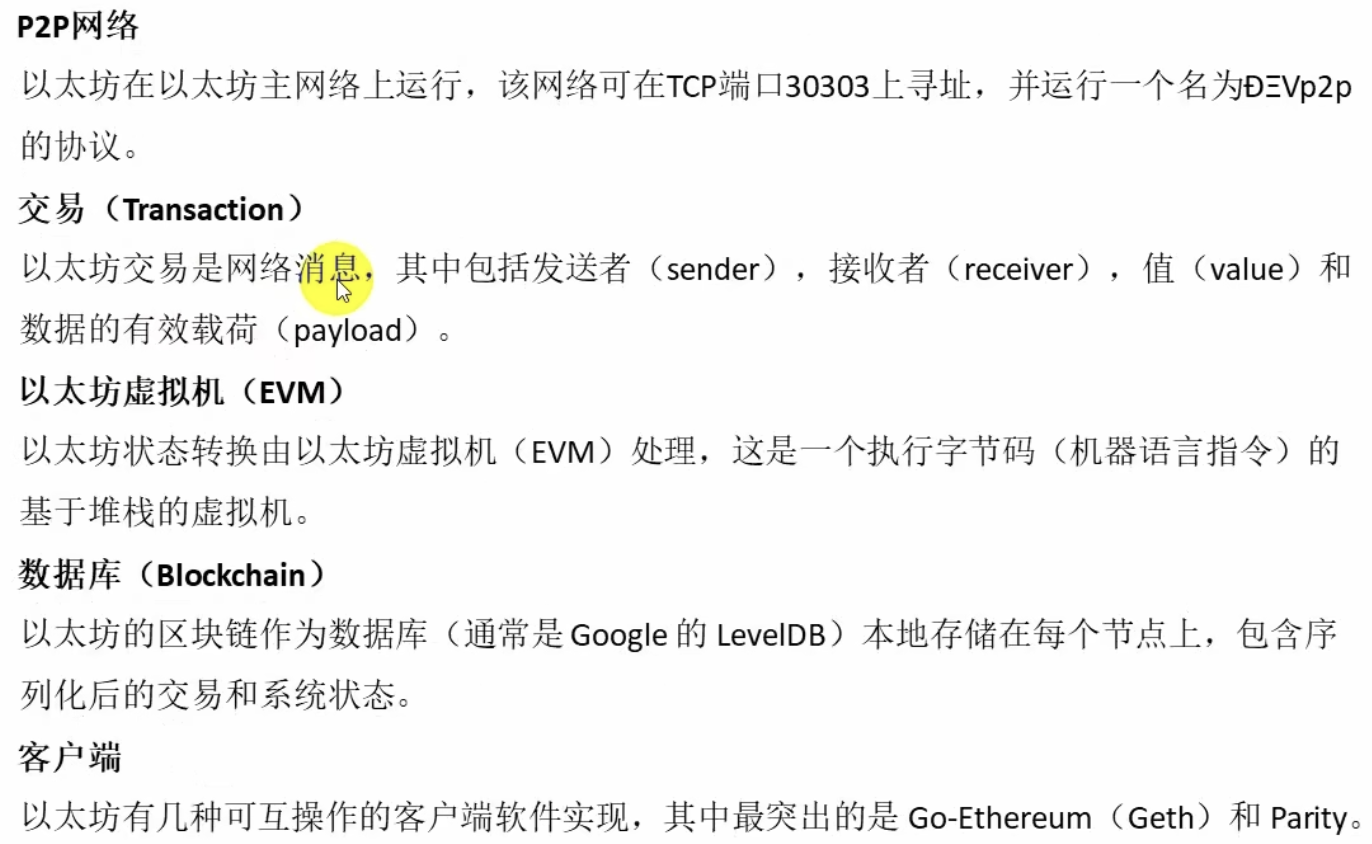 P2P网络
以太坊在以太坊主网络上运行，该网络可在TCP端口30303上寻址，并运行一个名为ÐΞVp2p
的协议。
交易（Transaction）
以太坊交易是网络消息，其中包括发送者（sender），接收者（receiver），值（value）和
数据的有效载荷（payload）。
以太坊虚拟机（EVM）
以太坊状态转换由以太坊虚拟机（EVM）处理，这是一个执行字节码（机器语言指令）的
基于堆栈的虚拟机。
数据库（Blockchain）
以太坊的区块链作为数据库（通常是 Google 的 LevelDB）本地存储在每个节点上，包含序
列化后的交易和系统状态。
客户端
以太坊有几种可互操作的客户端软件实现，其中最突出的是 Go-Ethereum（Geth）和 Parity。